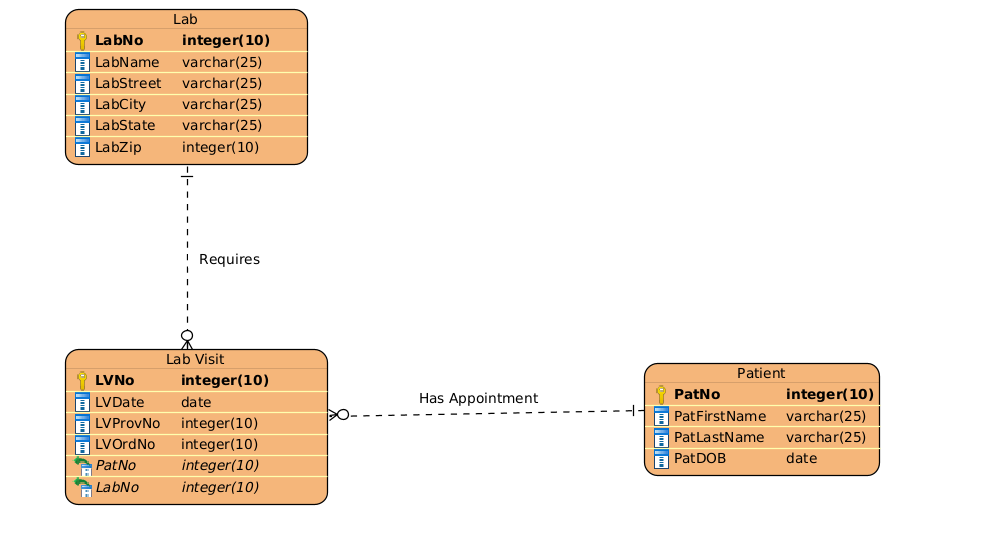 Lab
LabNo integer(10)
LabName varchar(25)
LabStreet varchar(25)
LabCity varchar(25)
LabState varchar(25)
LabZip integer(10)
Requires
Lab Visit
LVNo integer(10)
LVDate date
LVProvNo integer(10)
LVOrdNo integer(10)
PatNo integer(10)
LabNo integer(10)
Has Appointment
Patient
PatNo integer(10)
PatFirstName varchar(25)
PatLastName varchar(25)
PatDOB date